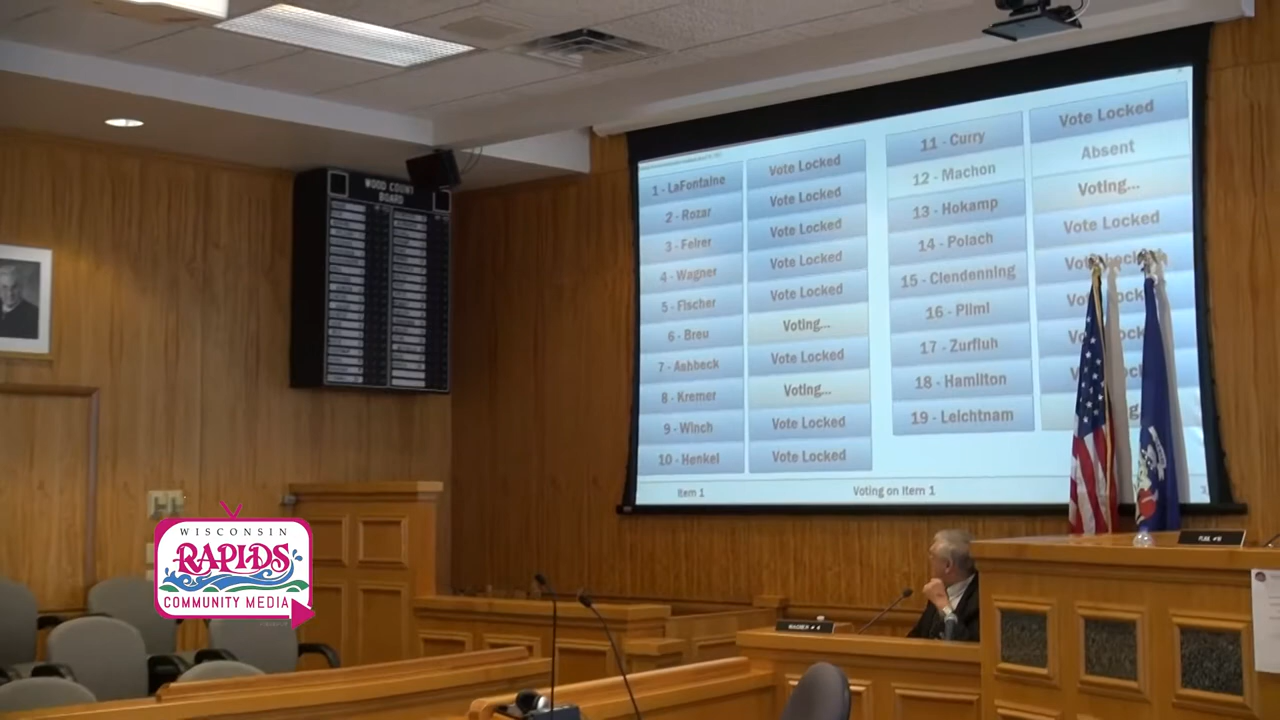 WOOD COUNTY
BOARD
1 - LaFontaine Vote Locked
2 - Rozar Vote Locked
3 - Feirer Vote Locked
4 - Wagner Vote Locked
5 - Fischer Vote Locked
6 - Breu Voting...
7 - Ashbeck Vote Locked
8 - Kremer Voting...
9 - Winch Vote Locked
10 - Henkel Vote Locked
11 - Curry Vote Locked
12 - Machon Absent
13 - Hokamp Voting...
14 - Polach Vote Locked
15 - Clendenning
16 - Pliml
17 - Zurfluh
18 - Hamilton
19 - Leichtnam
Item 1 Voting on Item 1
WISCONSIN
RAPIDS
COMMUNITY MEDIA
WAGNER # 4